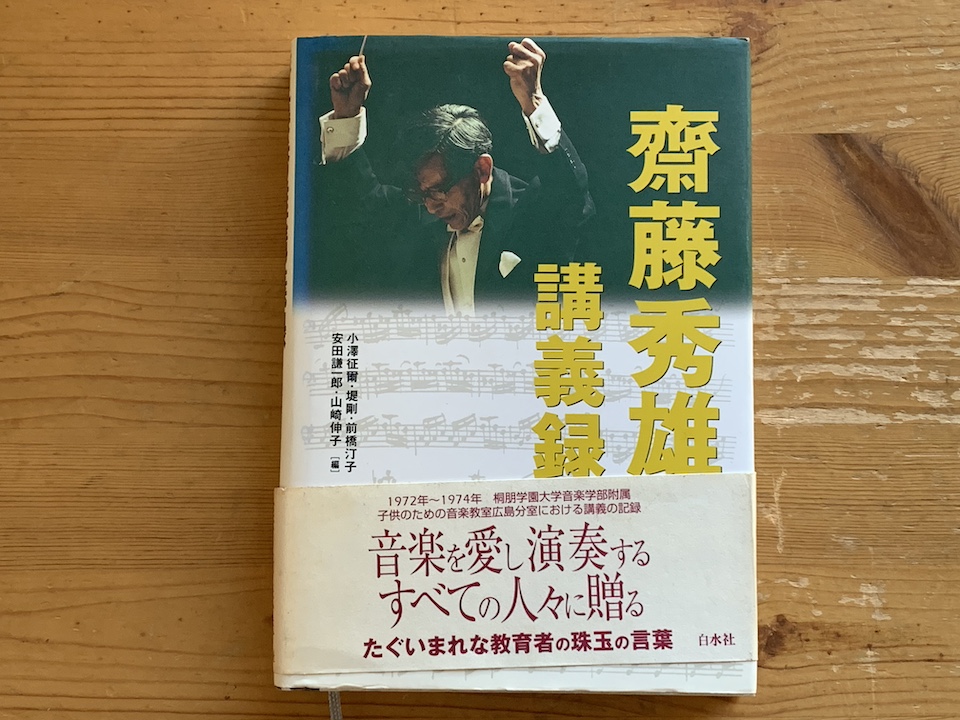 齋藤秀雄
講義録
小澤征爾・堤剛・前橋汀子
安田謙一郎・山崎伸子［編］
1972年～1974年　桐朋学園大学音楽学部附属
子供のための音楽教室広島分室における講義の記録
音楽を愛し演奏する
すべての人々に贈る
たぐいまれな教育者の珠玉の言葉
白水社